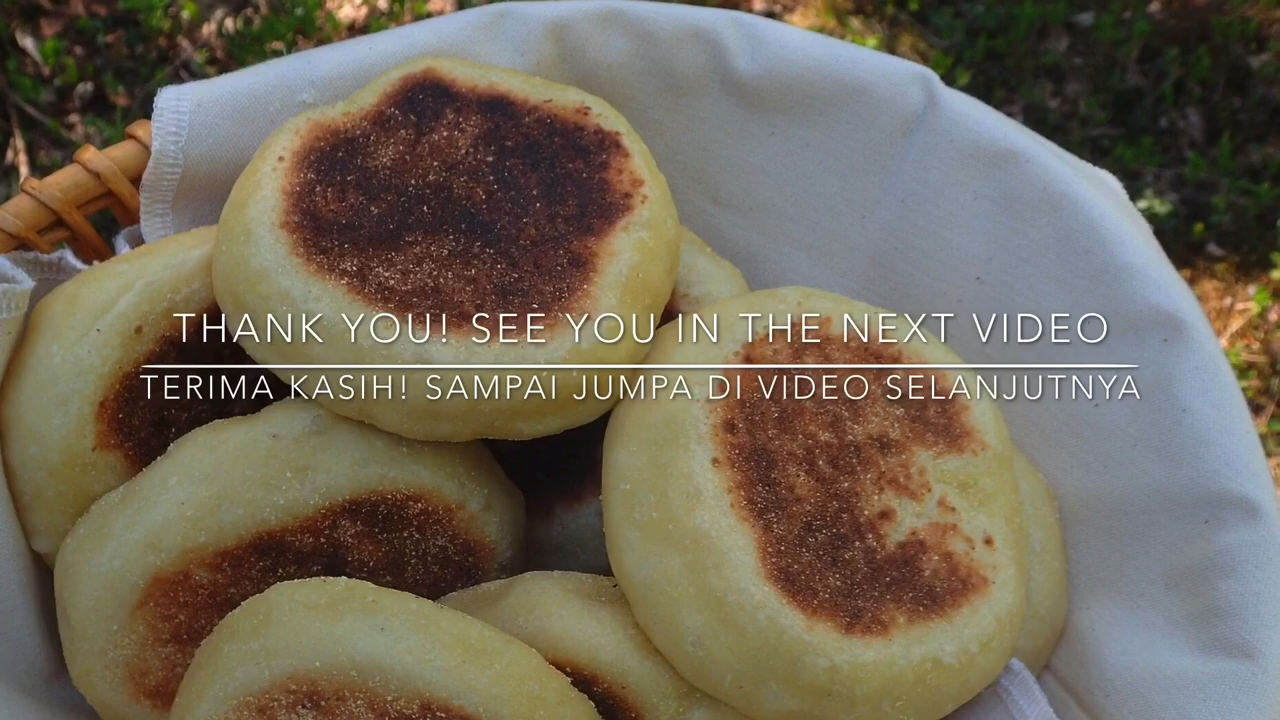 THANK YOU! SEE YOU IN THE NEXT VIDEO
TERIMA KASIH! SAMPAI JUMPA DI VIDEO SELANJUTNYA